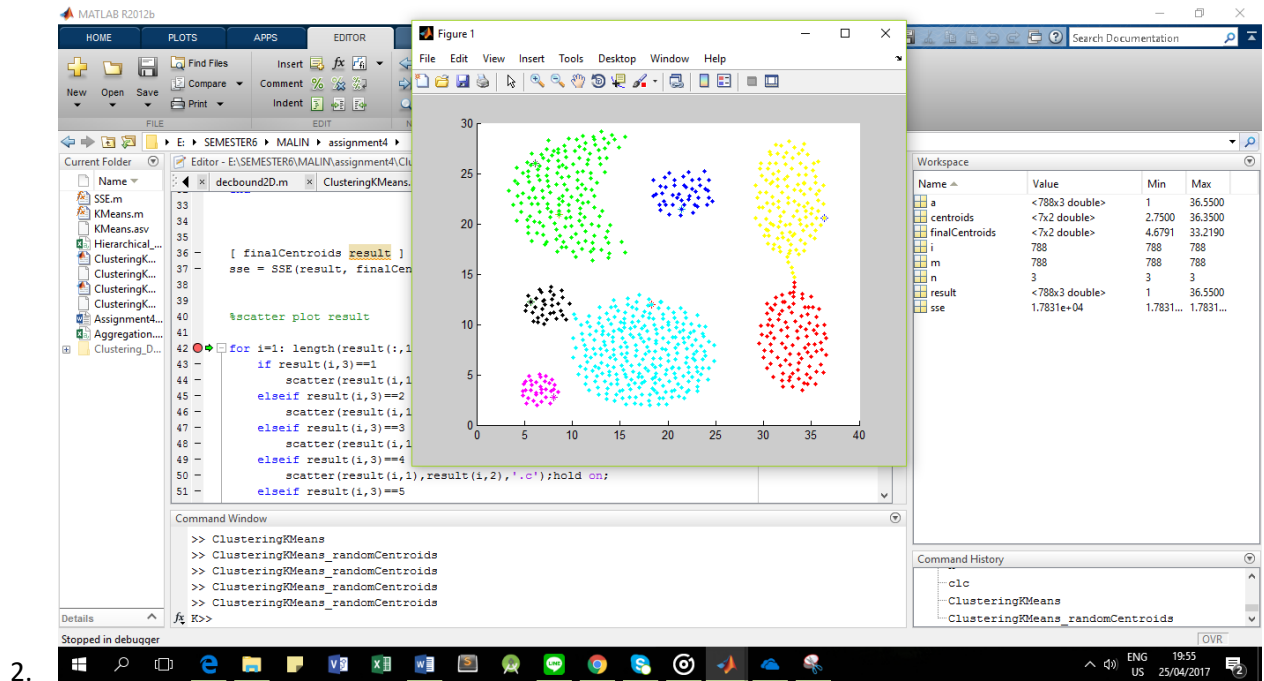 MATLAB R2012b
HOME PLOTS APPS EDITOR
Search Documentation
New Open Save
Find Files
Compare
Print
Insert fx
Comment
Indent
FILE EDIT N
E: SEMESTER6 MALIN assignment4
Current Folder
Name
SSE.m
KMeans.m
KMeans.asv
Hierarchical_...
ClusteringK...
ClusteringK...
ClusteringK...
ClusteringK...
Assignment4...
Aggregation....
Clustering_D...
Details
Editor - E:\SEMESTER6\MALIN\assignment4\Clu
decbound2D.m × ClusteringKMeans.
33
34
35
36 – [ finalCentroids result ]
37 – sse = SSE(result, finalCen
38
39
40 %scatter plot result
41
42 for i=1: length(result(:,1
43 – if result(i,3)==1
44 – scatter(result(i,1
45 – elseif result(i,3)==2
46 – scatter(result(i,1
47 – elseif result(i,3)==3
48 – scatter(result(i,1
49 – elseif result(i,3)==4
50 – scatter(result(i,1),result(i,2),'.c');hold on;
51 – elseif result(i,3)==5
Figure 1
File Edit View Insert Tools Desktop Window Help
30
25
20
15
10
5
0
0 5 10 15 20 25 30 35 40
Workspace
Name Value Min Max
a <788x3 double> 1 36.5500
centroids <7x2 double> 2.7500 36.3500
finalCentroids <7x2 double> 4.6791 33.2190
i 788 788 788
m 788 788 788
n 3 3 3
result <788x3 double> 1 36.5500
sse 1.7831e+04 1.7831... 1.7831...
Command Window
>> ClusteringKMeans
>> ClusteringKMeans_randomCentroids
>> ClusteringKMeans_randomCentroids
>> ClusteringKMeans_randomCentroids
>> ClusteringKMeans_randomCentroids
fx K>>
Command History
clc
ClusteringKMeans
ClusteringKMeans_randomCentroids
Stopped in debugger
OVR
ENG 19:55
US 25/04/2017
2.